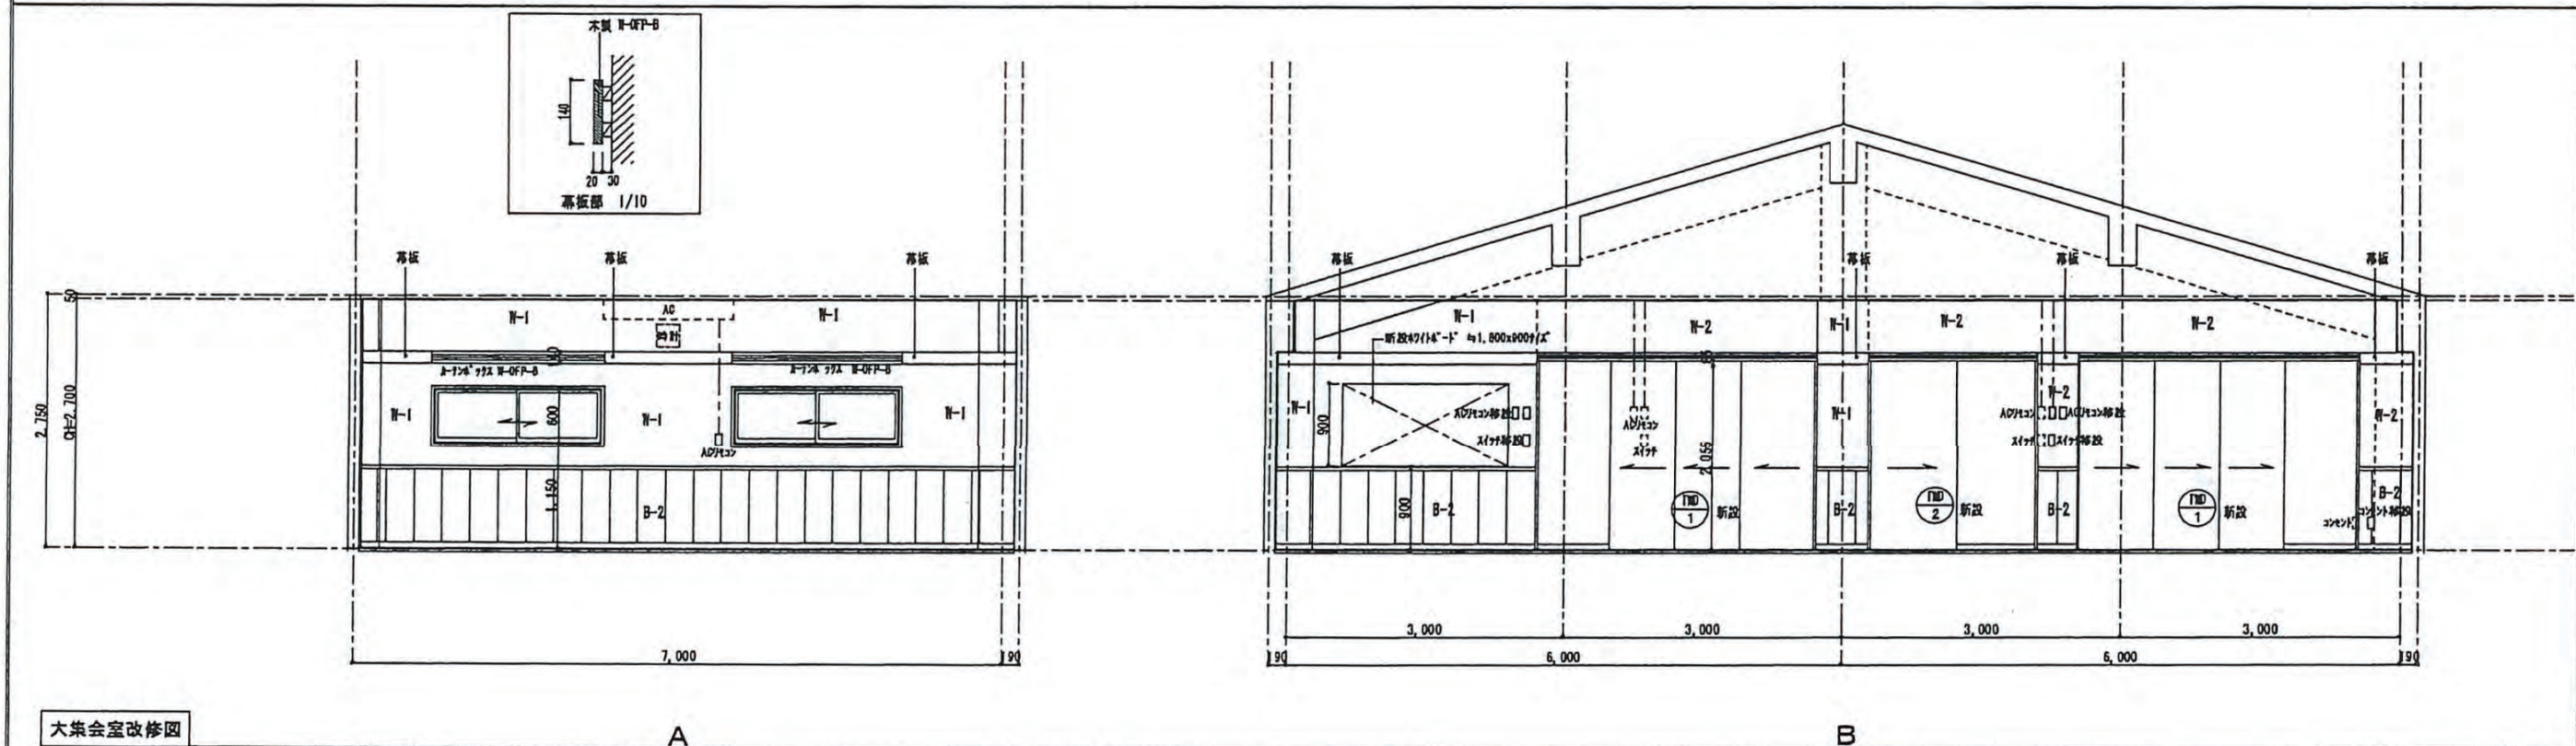 木製 W-OFP-B
140
20 30
幕板部 1/10
幕板
幕板
幕板
AC
時計
W-1
W-1
140
カーテンボックス W-OFP-B
カーテンボックス W-OFP-B
W-1
600
W-1
W-1
ACリモコン
1,150
B-2
50
2,750
CH=2,700
7,000
190
A
幕板
幕板
幕板
幕板
W-1
W-2
W-1
W-2
W-2
新設ホワイトボード ≒1,800x900サイズ
W-1
900
ACリモコン移設
スイッチ移設
ACリモコン
スイッチ
2,055
W-1
W-2
ACリモコン
ACリモコン移設
スイッチ
スイッチ移設
W-2
900
B-2
1
新設
B-2
2
新設
B-2
1
新設
B-2
コンセント
コンセント移設
3,000
3,000
3,000
3,000
190
6,000
6,000
190
B
大集会室改修図